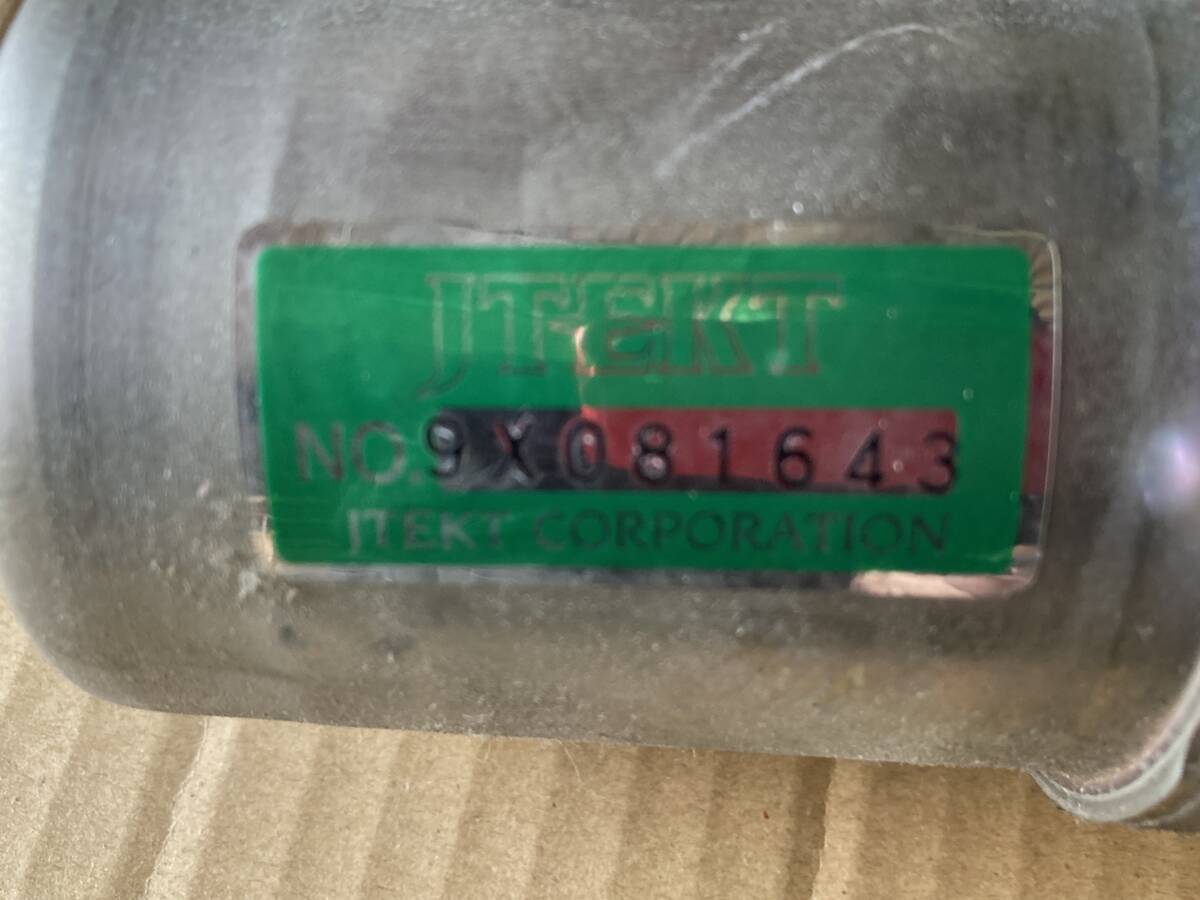 JTEKT
NO. 9X081643
JTEKT CORPORATION